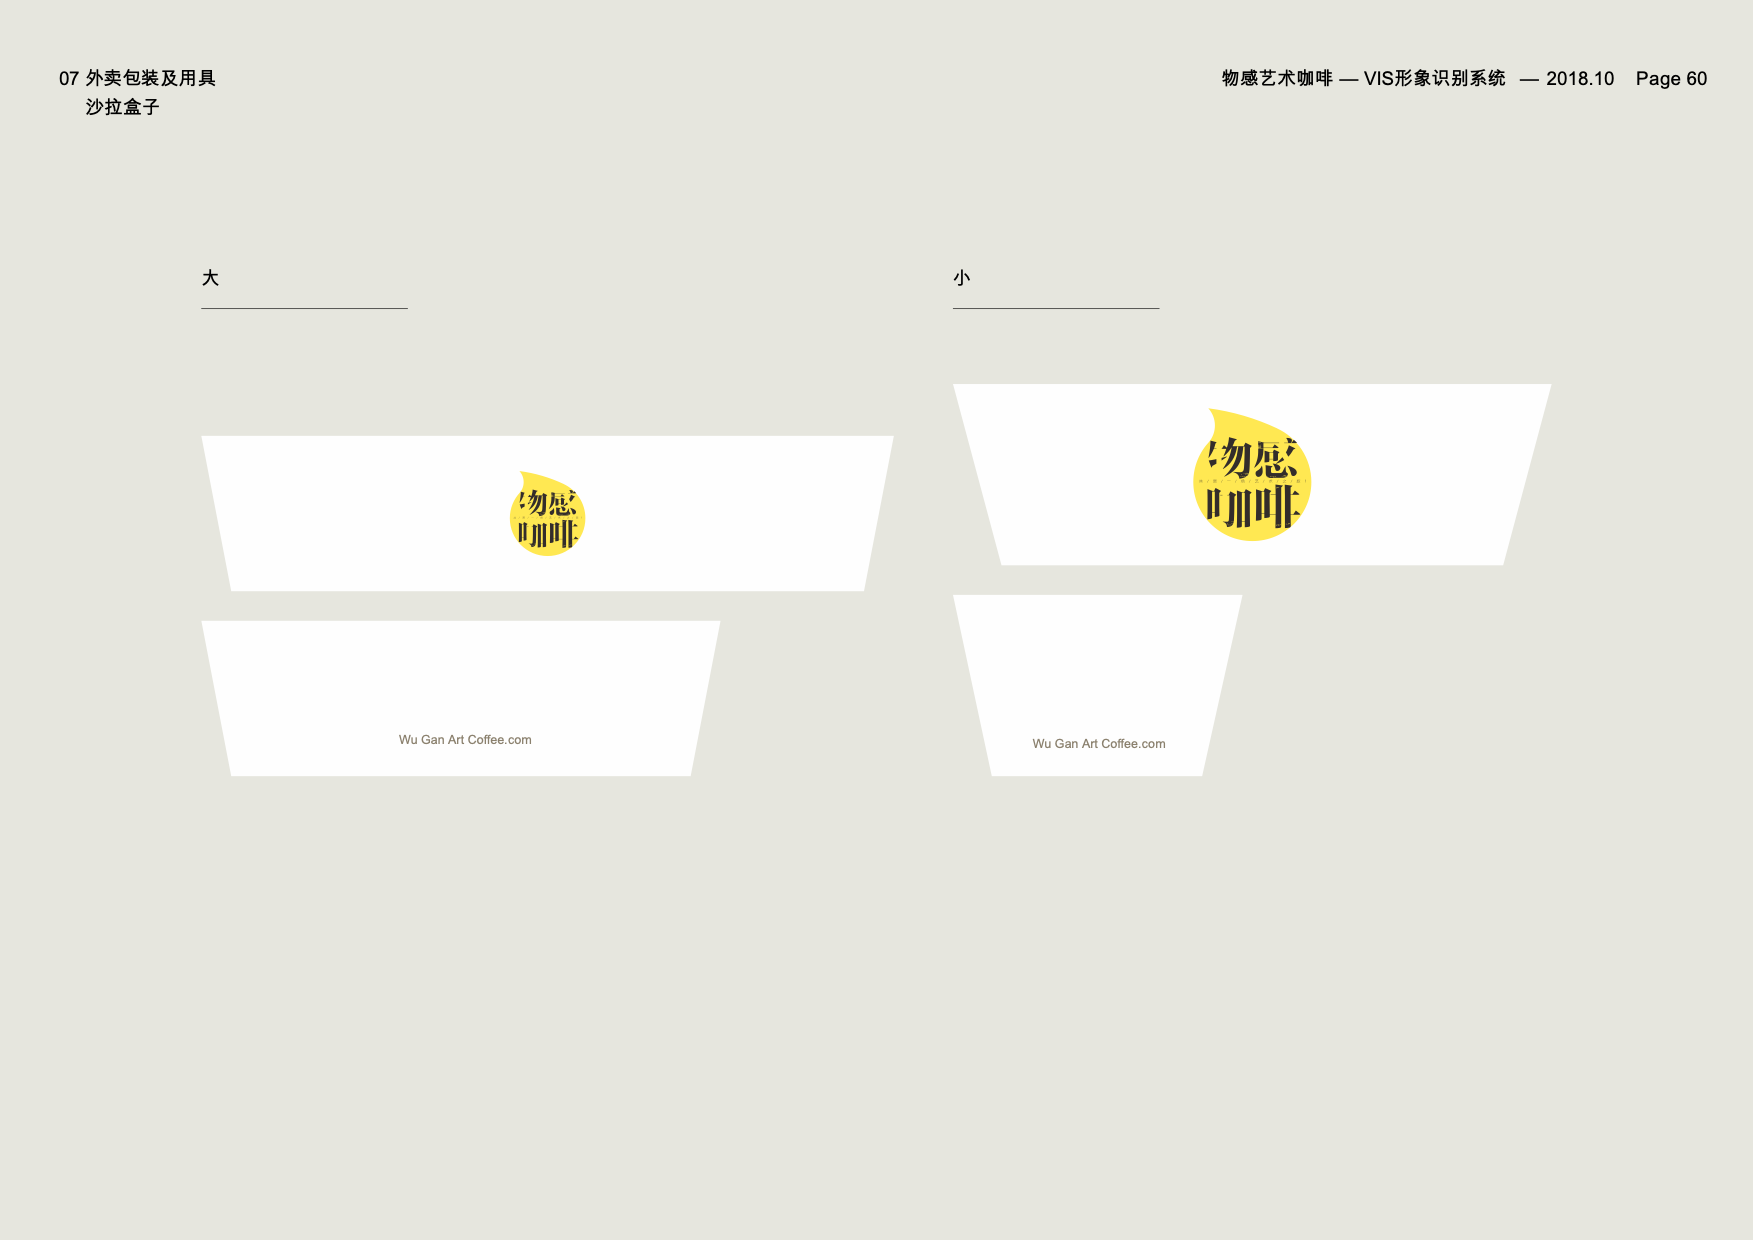 07 外卖包装及用具
沙拉盒子
物感艺术咖啡 — VIS形象识别系统 — 2018.10 Page 60
大
物感
咖啡
Wu Gan Art Coffee.com
小
物感
咖啡
Wu Gan Art Coffee.com